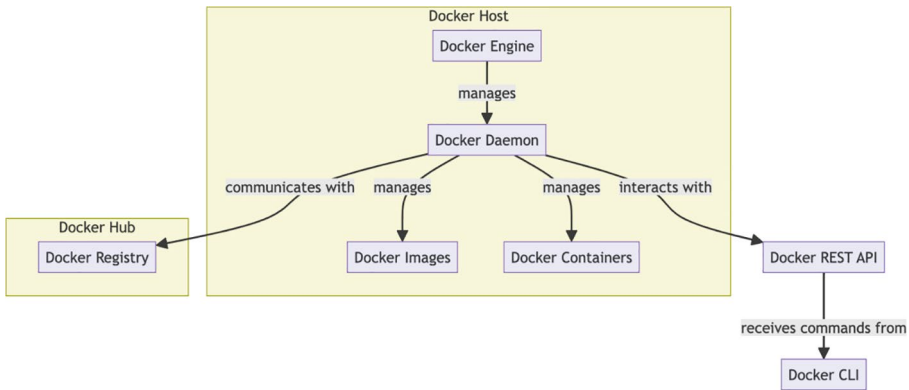 Docker Host
Docker Engine
manages
Docker Daemon
communicates with
manages
manages
interacts with
Docker Hub
Docker Registry
Docker Images
Docker Containers
Docker REST API
receives commands from
Docker CLI